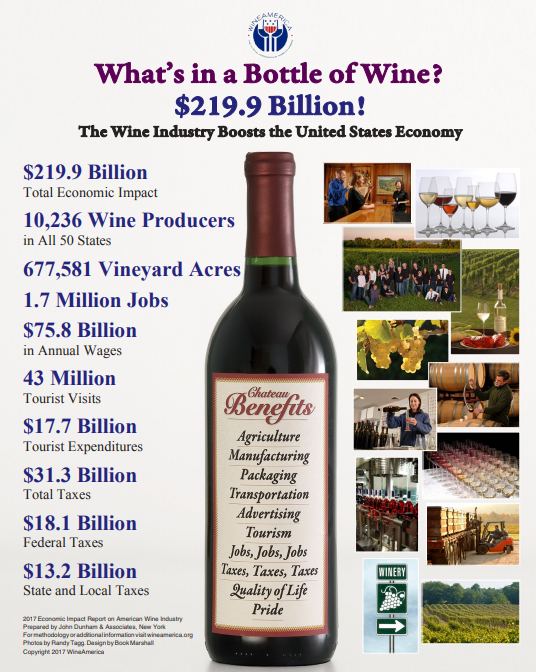 WINEAMERICA
What's in a Bottle of Wine?
$219.9 Billion!
The Wine Industry Boosts the United States Economy
$219.9 Billion
Total Economic Impact
10,236 Wine Producers
in All 50 States
677,581 Vineyard Acres
1.7 Million Jobs
$75.8 Billion
in Annual Wages
43 Million
Tourist Visits
$17.7 Billion
Tourist Expenditures
$31.3 Billion
Total Taxes
$18.1 Billion
Federal Taxes
$13.2 Billion
State and Local Taxes
Chateau
Benefits
Agriculture
Manufacturing
Packaging
Transportation
Advertising
Tourism
Jobs, Jobs, Jobs
Taxes, Taxes, Taxes
Quality of Life
Pride
WINERY
2017 Economic Impact Report on American Wine Industry
Prepared by John Dunham & Associates, New York
For methodology or additional information visit wineamerica.org
Photos by Randy Tagg. Design by Book Marshall
Copyright 2017 WineAmerica